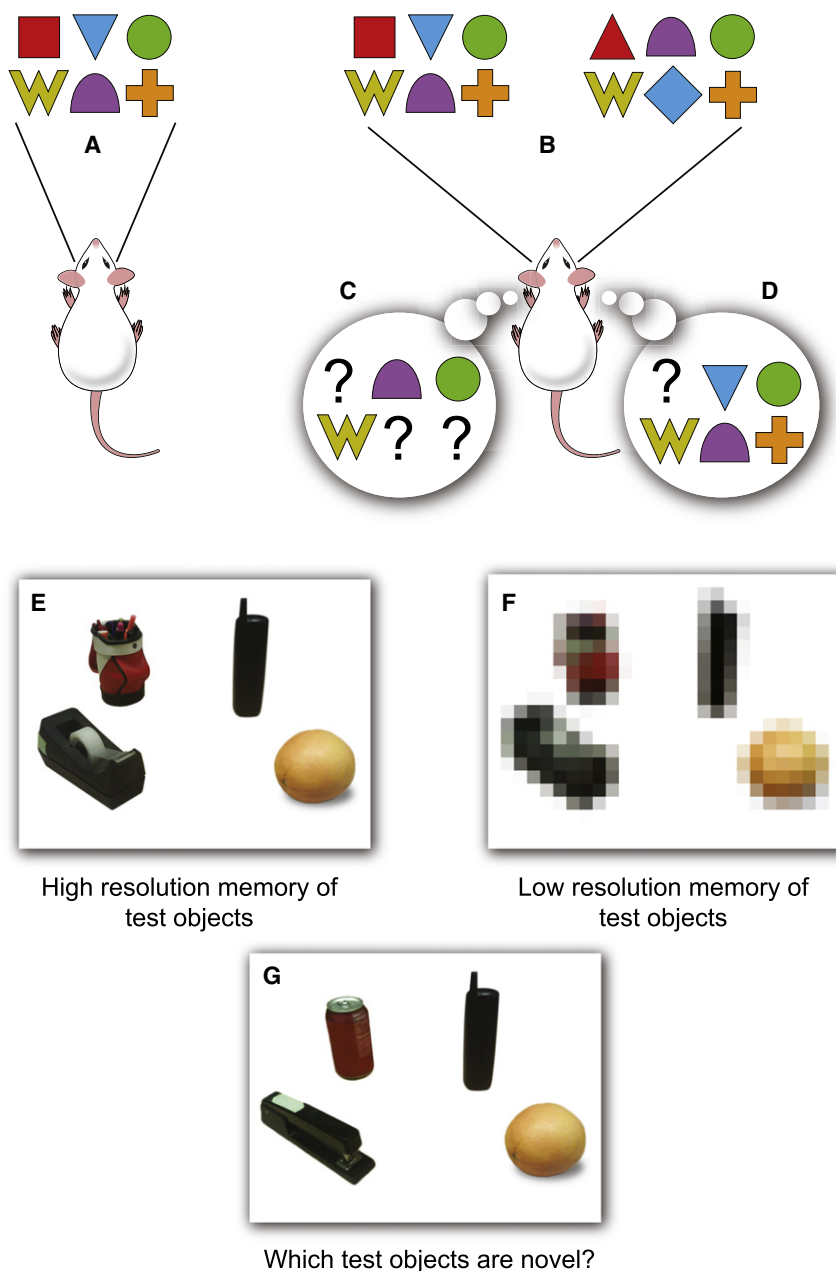 A
B
C
D
?
? ?
?
E
F
High resolution memory of
test objects
Low resolution memory of
test objects
G
Which test objects are novel?